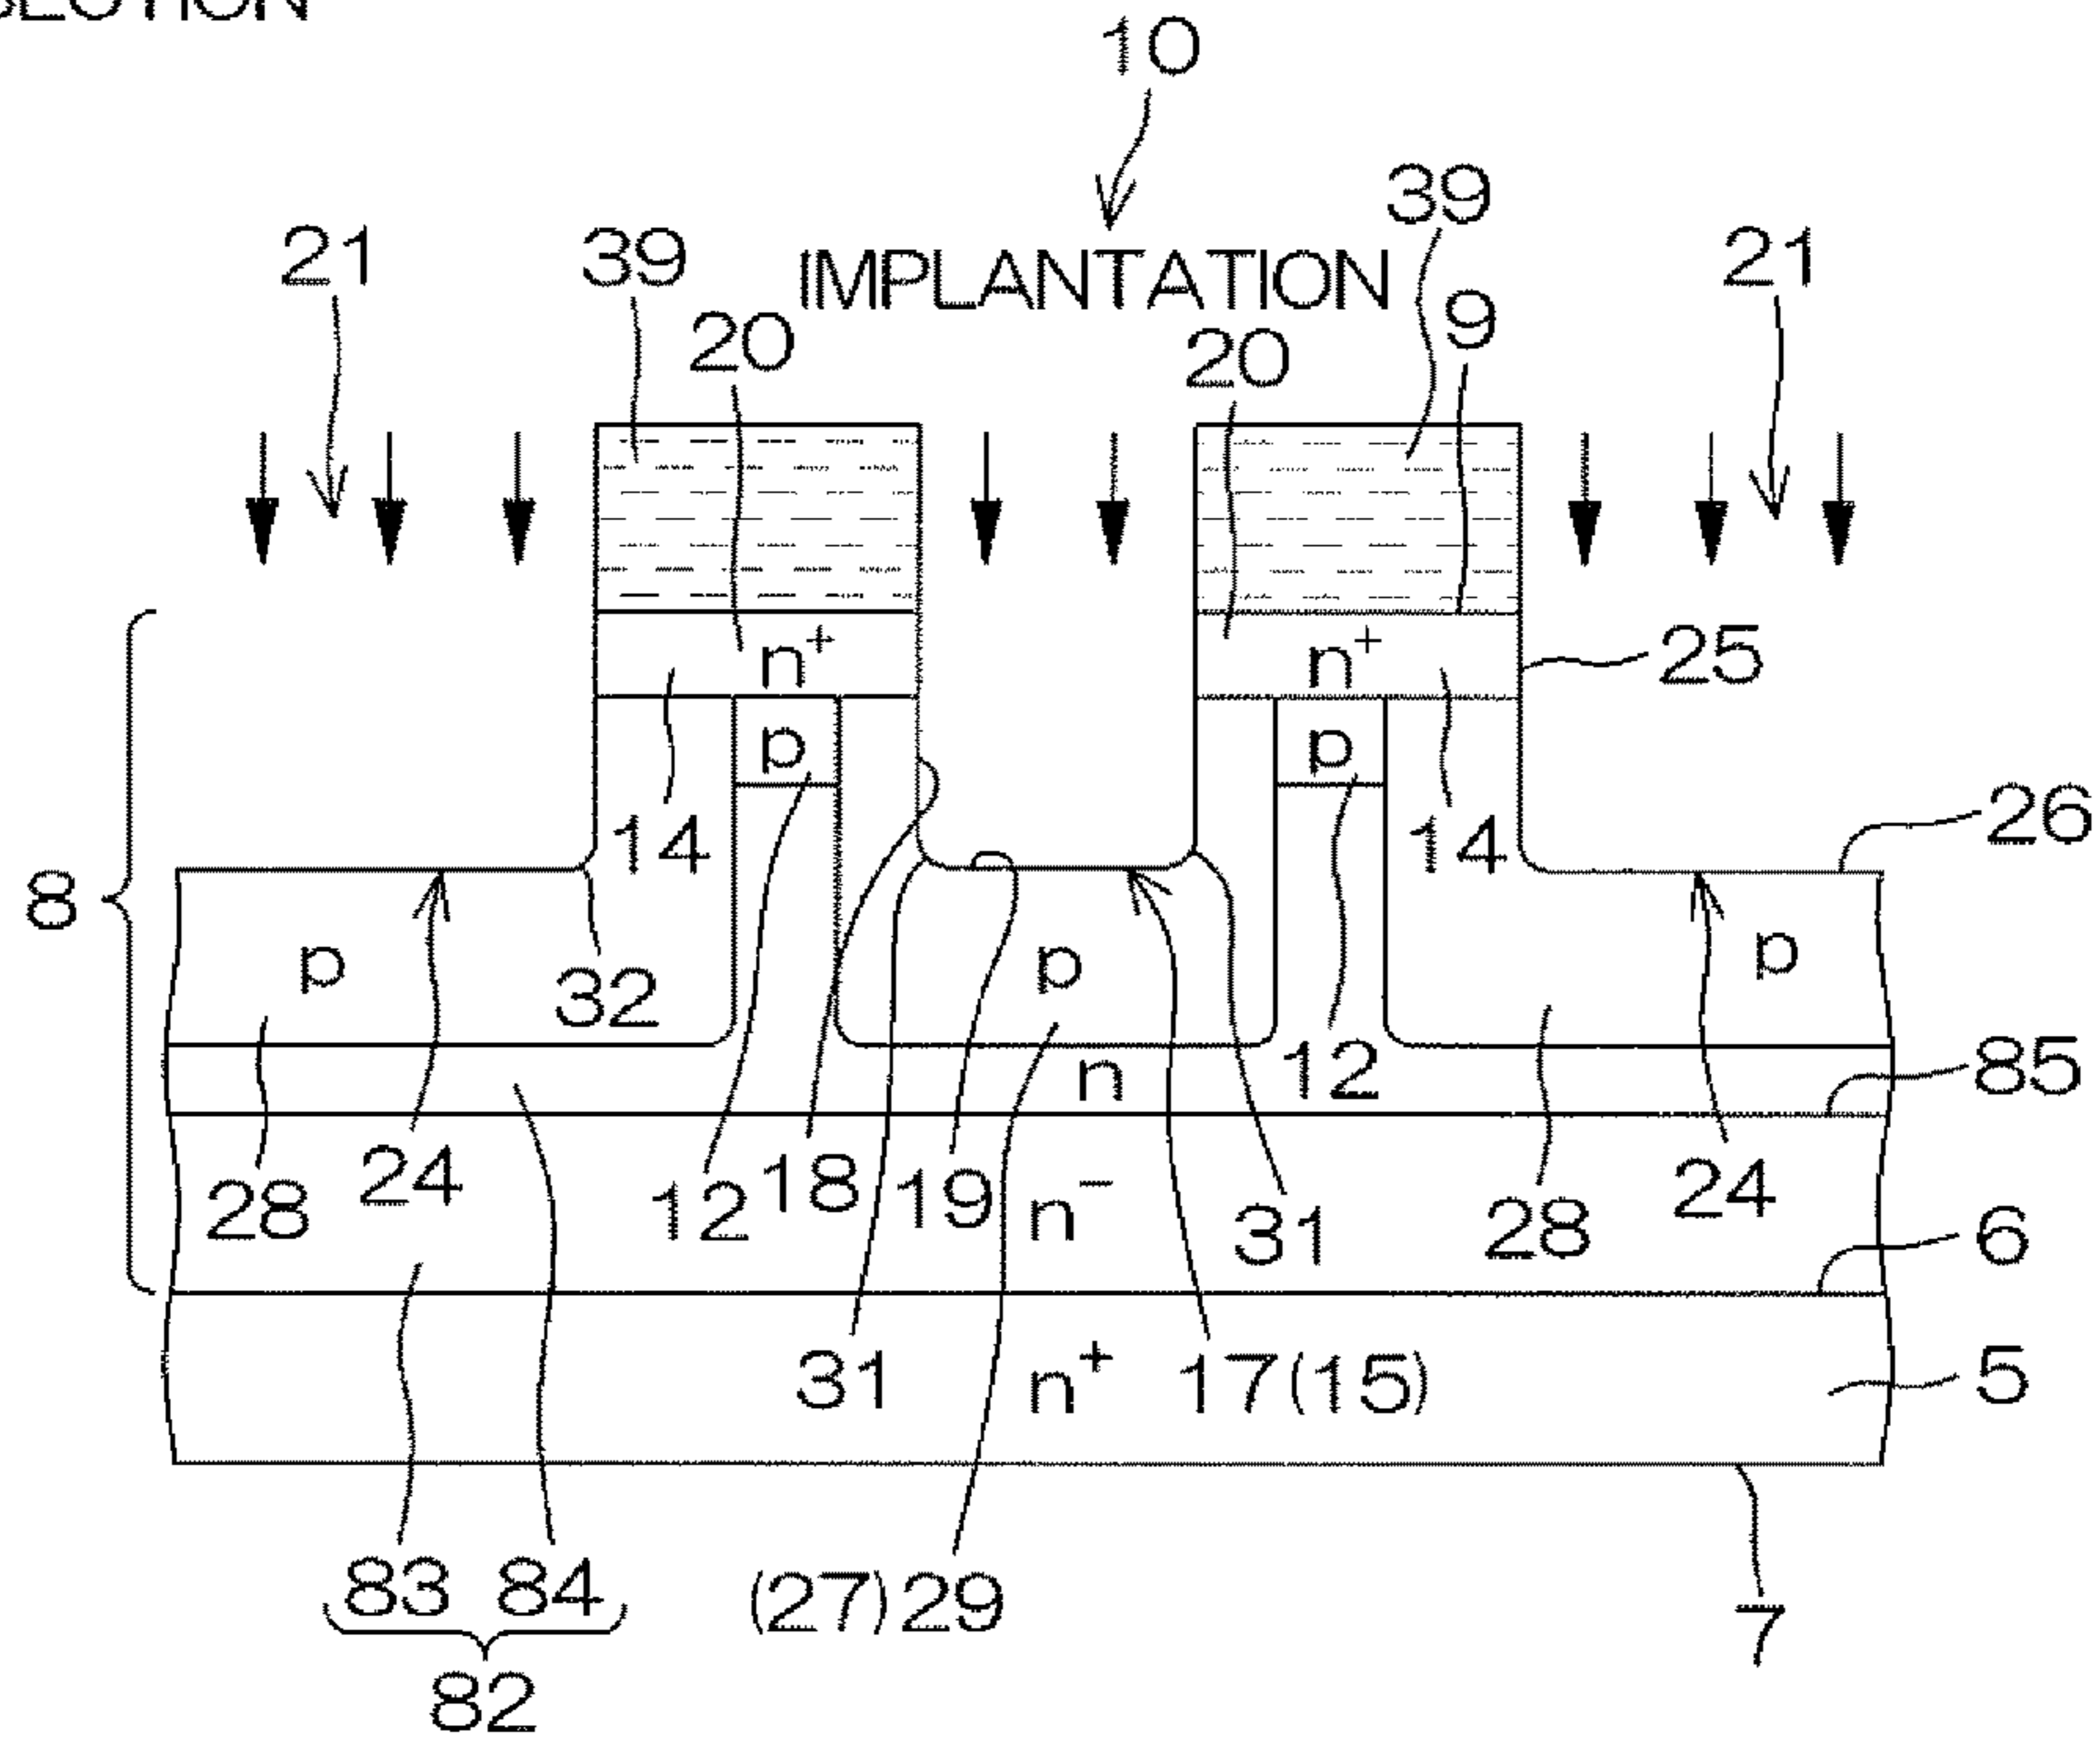 10
39
21 39 IMPLANTATION 21
20 20 9
n+ n+ 25
p p
14 14 26
8
p 32 p p
n 12 85
28 24 12 18 19 n− 31 28 24
6
31 n+ 17(15) 5
83 84 (27)29 7
82